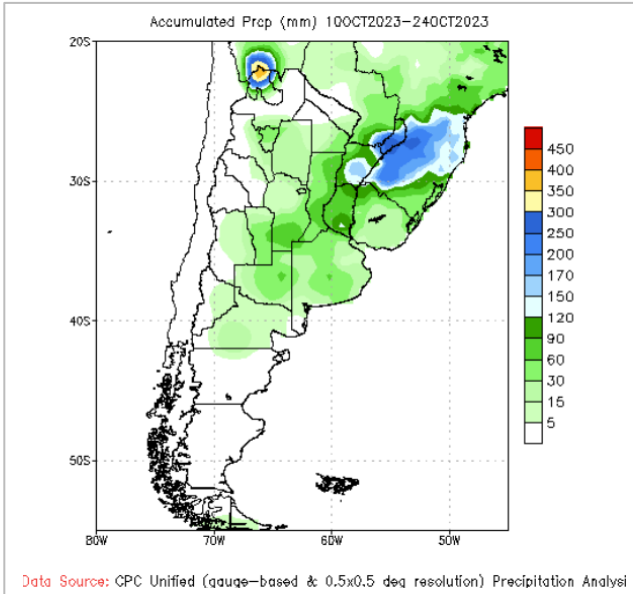 Accumulated Prcp (mm) 10OCT2023-24OCT2023
20S
30S
40S
50S
80W
70W
60W
50W
450
400
350
300
250
200
170
150
120
90
60
30
15
5
Data Source: CPC Unified (gauge-based & 0.5x0.5 deg resolution) Precipitation Analysi